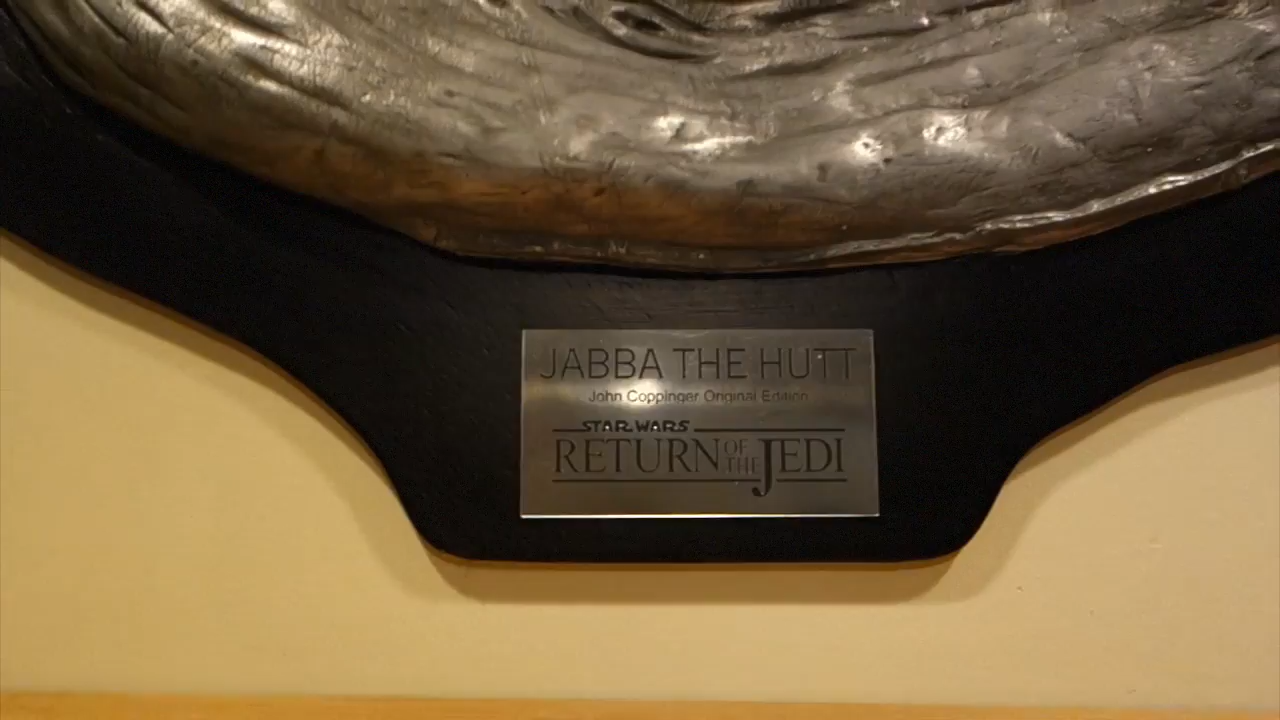 JABBA THE HUTT
John Coppinger Original Edition
STAR WARS
RETURN OF THE JEDI